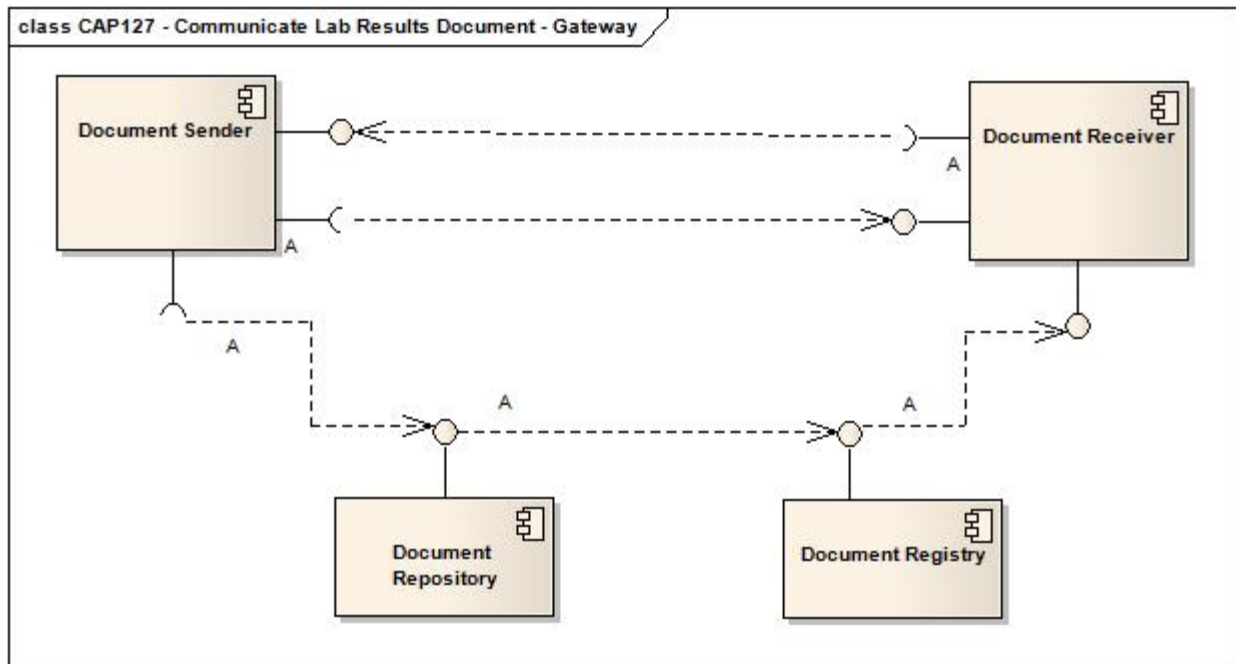 class CAP127 - Communicate Lab Results Document - Gateway
Document Sender
Document Receiver
A
A
A
A
A
Document
Repository
Document Registry